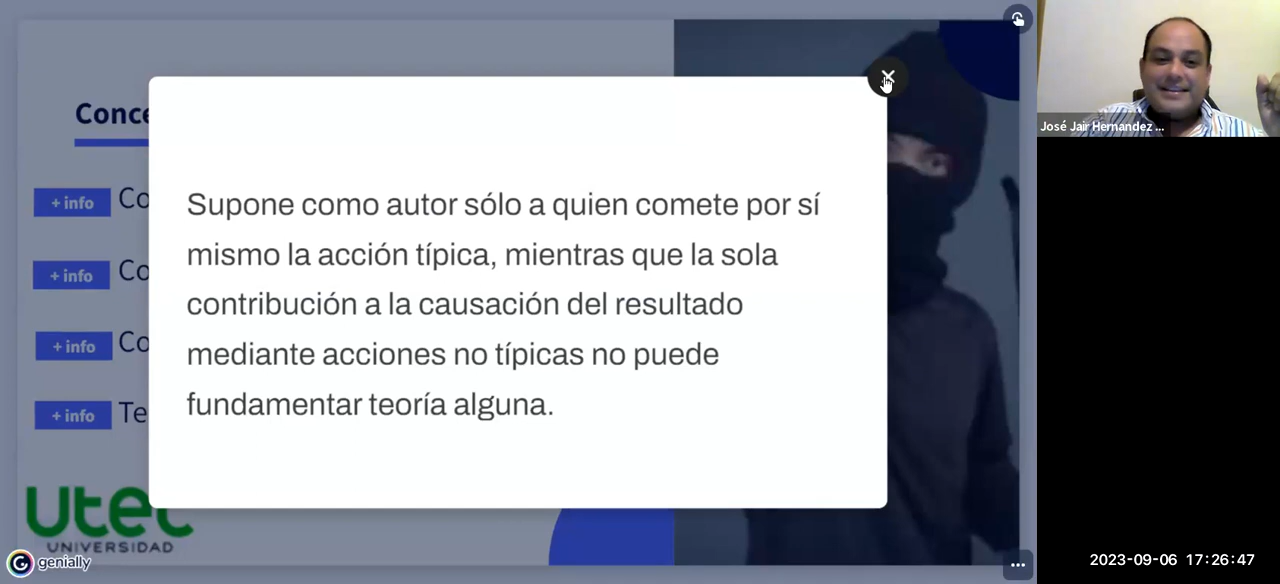 Conce
+ info Co
+ info Co
+ info Co
+ info Te
Supone como autor sólo a quien comete por sí
mismo la acción típica, mientras que la sola
contribución a la causación del resultado
mediante acciones no típicas no puede
fundamentar teoría alguna.
utec
UNIVERSIDAD
genially
José Jair Hernandez ...
2023-09-06 17:26:47